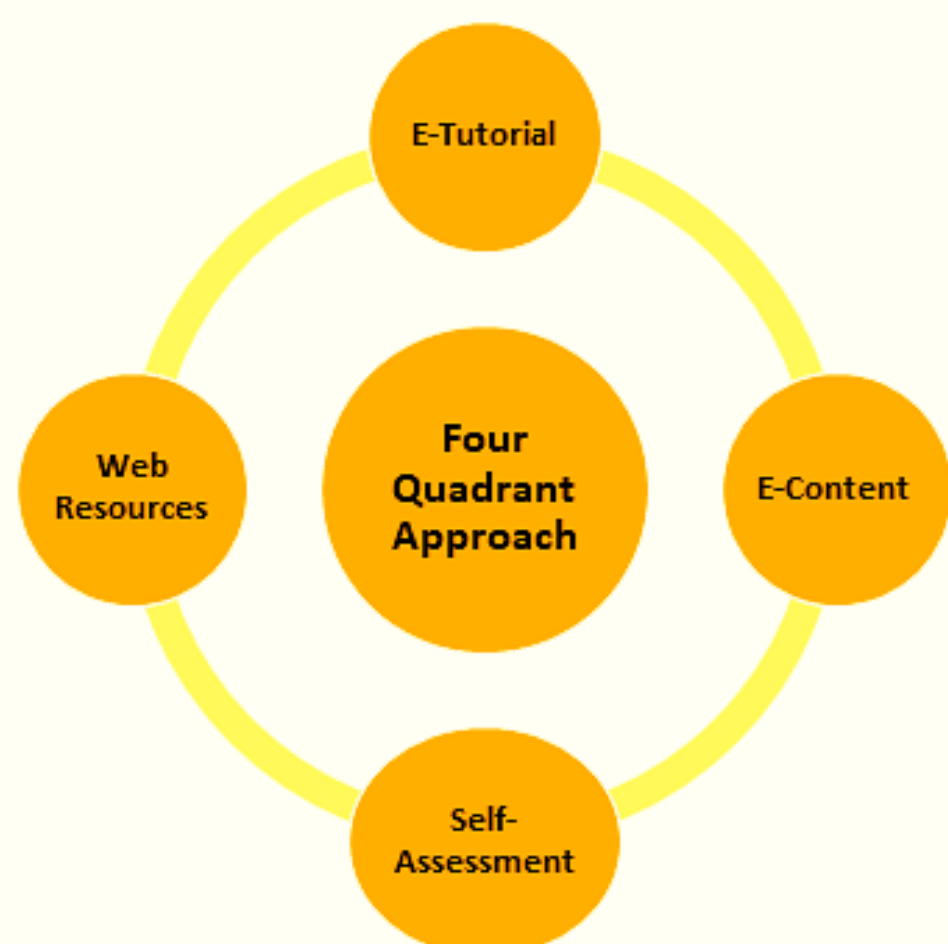 E-Tutorial
Web
Resources
Four
Quadrant
Approach
E-Content
Self-
Assessment